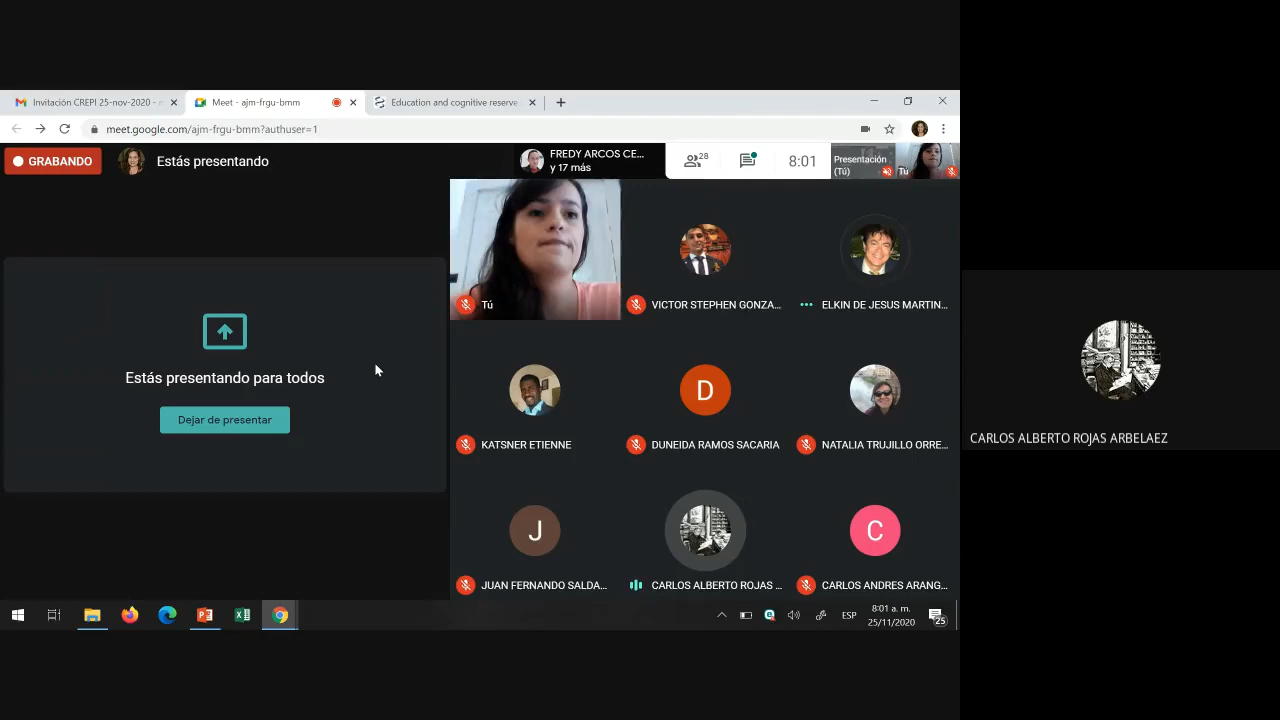 Invitación CREPI 25-nov-2020 - m
Meet - ajm-frgu-bmm
Education and cognitive reserve
meet.google.com/ajm-frgu-bmm?authuser=1
GRABANDO
Estás presentando
FREDY ARCOS CE...
y 17 más
28
8:01
Presentación
(Tú)
Tú
Estás presentando para todos
Dejar de presentar
Tú
VICTOR STEPHEN GONZA...
ELKIN DE JESUS MARTIN...
KATSNER ETIENNE
D
DUNEIDA RAMOS SACARIA
NATALIA TRUJILLO ORRE...
J
JUAN FERNANDO SALDA...
CARLOS ALBERTO ROJAS ...
C
CARLOS ANDRES ARANG...
CARLOS ALBERTO ROJAS ARBELAEZ
ESP
8:01 a. m.
25/11/2020
25